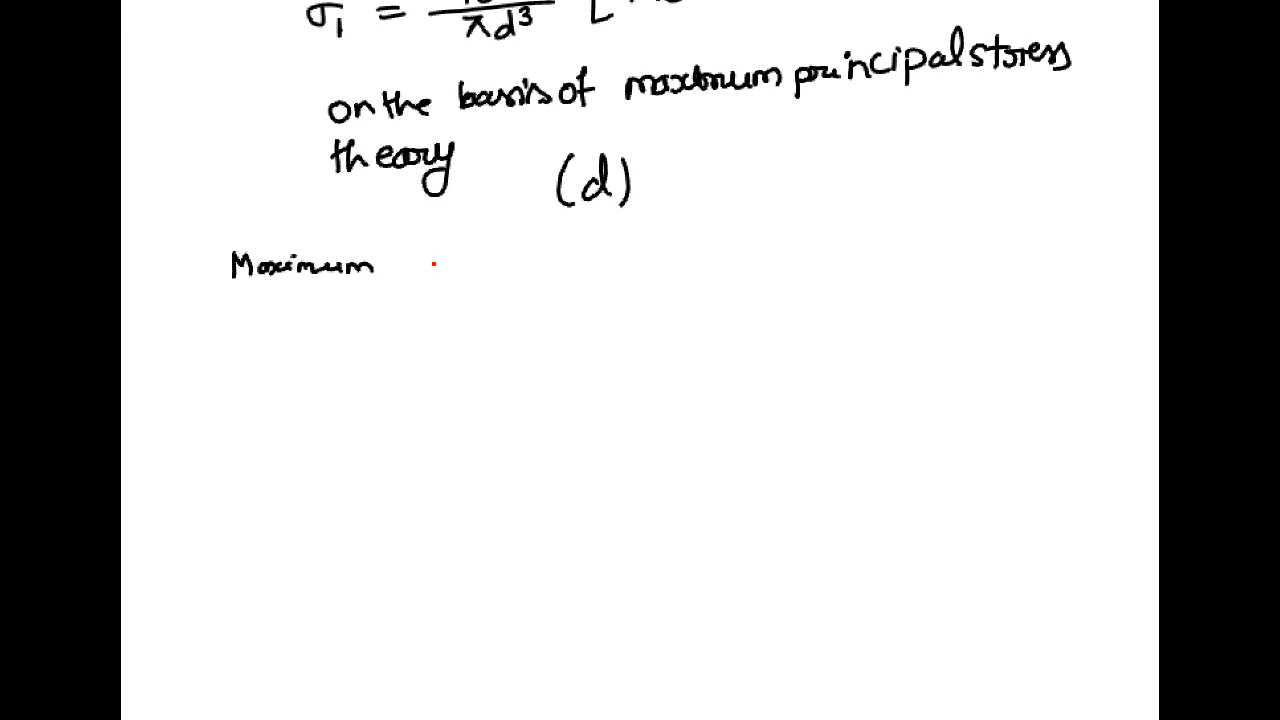 σ₁ = / πd³ [
on the basis of maximum principal stress
theory (d)
Maximum